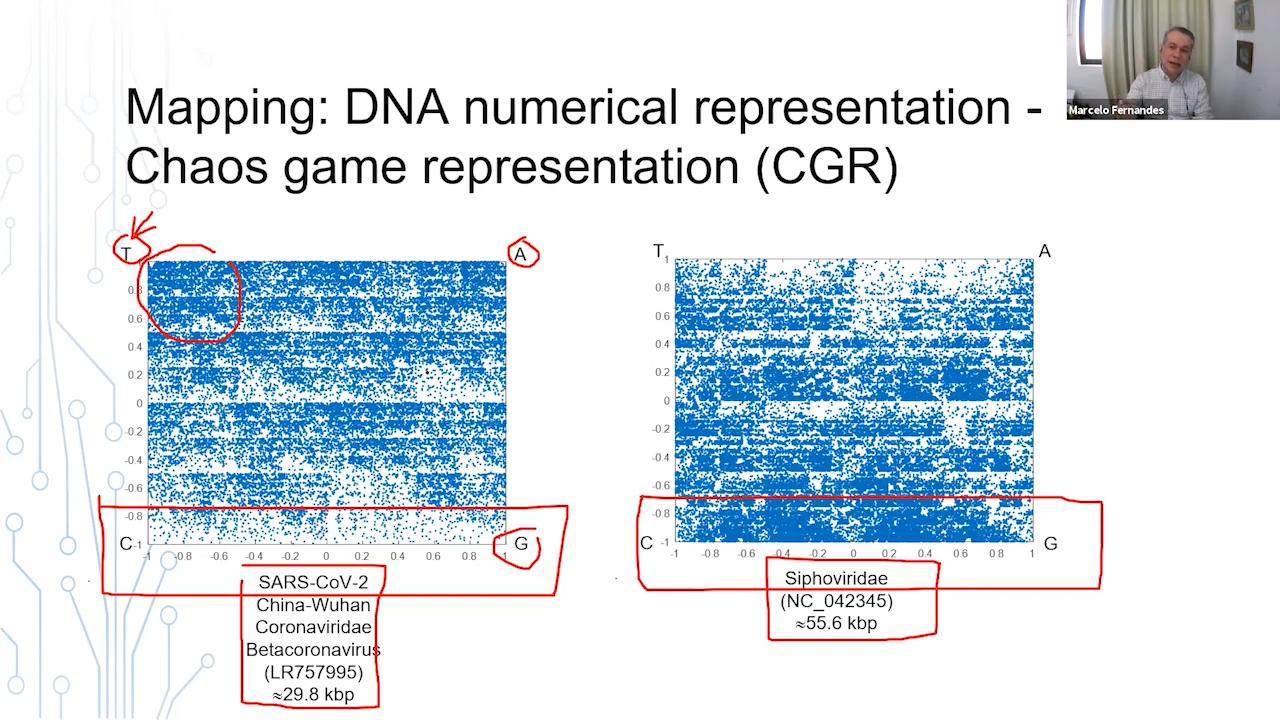 Marcelo Fernandes
Mapping: DNA numerical representation -
Chaos game representation (CGR)
T
A
0.8
0.6
0.4
0.2
0
-0.2
-0.4
-0.6
-0.8
-1
C
G
-1 -0.8 -0.6 -0.4 -0.2 0 0.2 0.4 0.6 0.8 1
SARS-CoV-2
China-Wuhan
Coronaviridae
Betacoronavirus
(LR757995)
≈29.8 kbp
T
A
1
0.8
0.6
0.4
0.2
0
-0.2
-0.4
-0.6
-0.8
-1
C
G
-1 -0.8 -0.6 -0.4 -0.2 0 0.2 0.4 0.6 0.8 1
Siphoviridae
(NC_042345)
≈55.6 kbp